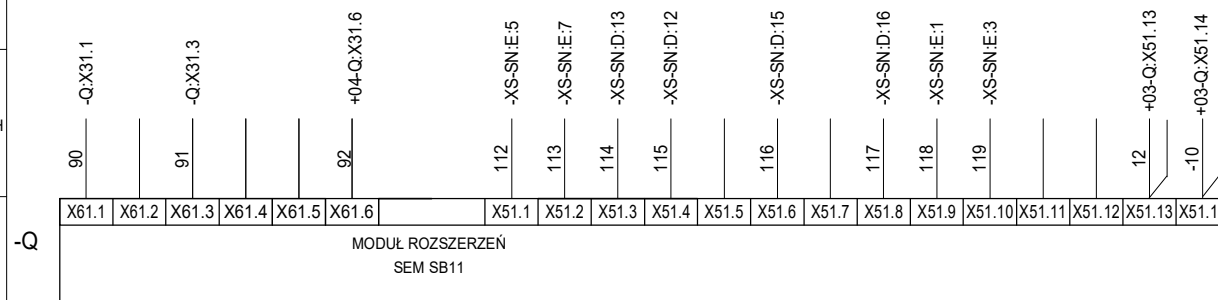 -Q:X31.1
-Q:X31.3
+04-Q:X31.6
-XS-SN:E:5
-XS-SN:E:7
-XS-SN:D:13
-XS-SN:D:12
-XS-SN:D:15
-XS-SN:D:16
-XS-SN:E:1
-XS-SN:E:3
+03-Q:X51.13
+03-Q:X51.14
90
91
92
112
113
114
115
116
117
118
119
12
-10
X61.1 X61.2 X61.3 X61.4 X61.5 X61.6 X51.1 X51.2 X51.3 X51.4 X51.5 X51.6 X51.7 X51.8 X51.9 X51.10 X51.11 X51.12 X51.13 X51.1
-Q
MODUŁ ROZSZERZEŃ
SEM SB11